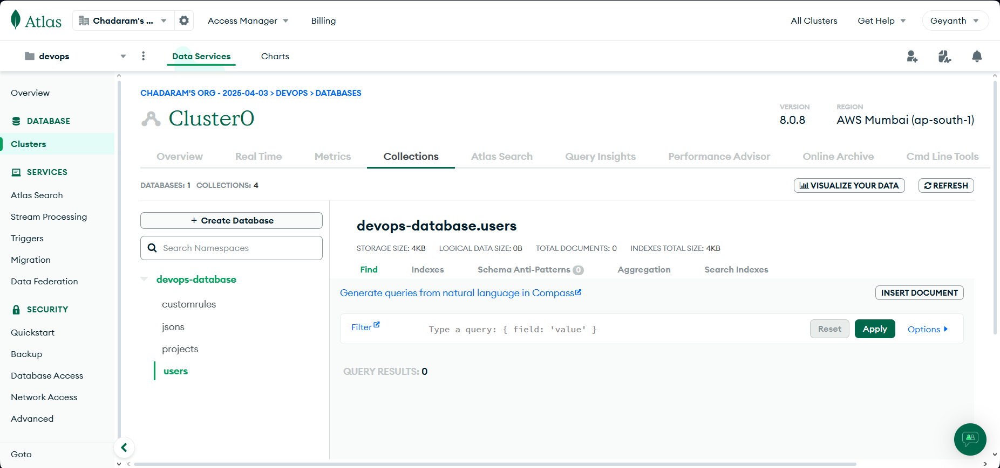 Atlas
Chadaram's ...
Access Manager
Billing
All Clusters
Get Help
Geyanth
devops
Data Services
Charts
Overview
DATABASE
Clusters
SERVICES
Atlas Search
Stream Processing
Triggers
Migration
Data Federation
SECURITY
Quickstart
Backup
Database Access
Network Access
Advanced
Goto
CHADARAM'S ORG - 2025-04-03 > DEVOPS > DATABASES
Cluster0
VERSION
8.0.8
REGION
AWS Mumbai (ap-south-1)
Overview
Real Time
Metrics
Collections
Atlas Search
Query Insights
Performance Advisor
Online Archive
Cmd Line Tools
DATABASES: 1 COLLECTIONS: 4
VISUALIZE YOUR DATA
REFRESH
+ Create Database
Search Namespaces
devops-database
customrules
jsons
projects
users
devops-database.users
STORAGE SIZE: 4KB LOGICAL DATA SIZE: 0B TOTAL DOCUMENTS: 0 INDEXES TOTAL SIZE: 4KB
Find
Indexes
Schema Anti-Patterns 0
Aggregation
Search Indexes
Generate queries from natural language in Compass
INSERT DOCUMENT
Filter
Type a query: { field: 'value' }
Reset
Apply
Options
QUERY RESULTS: 0